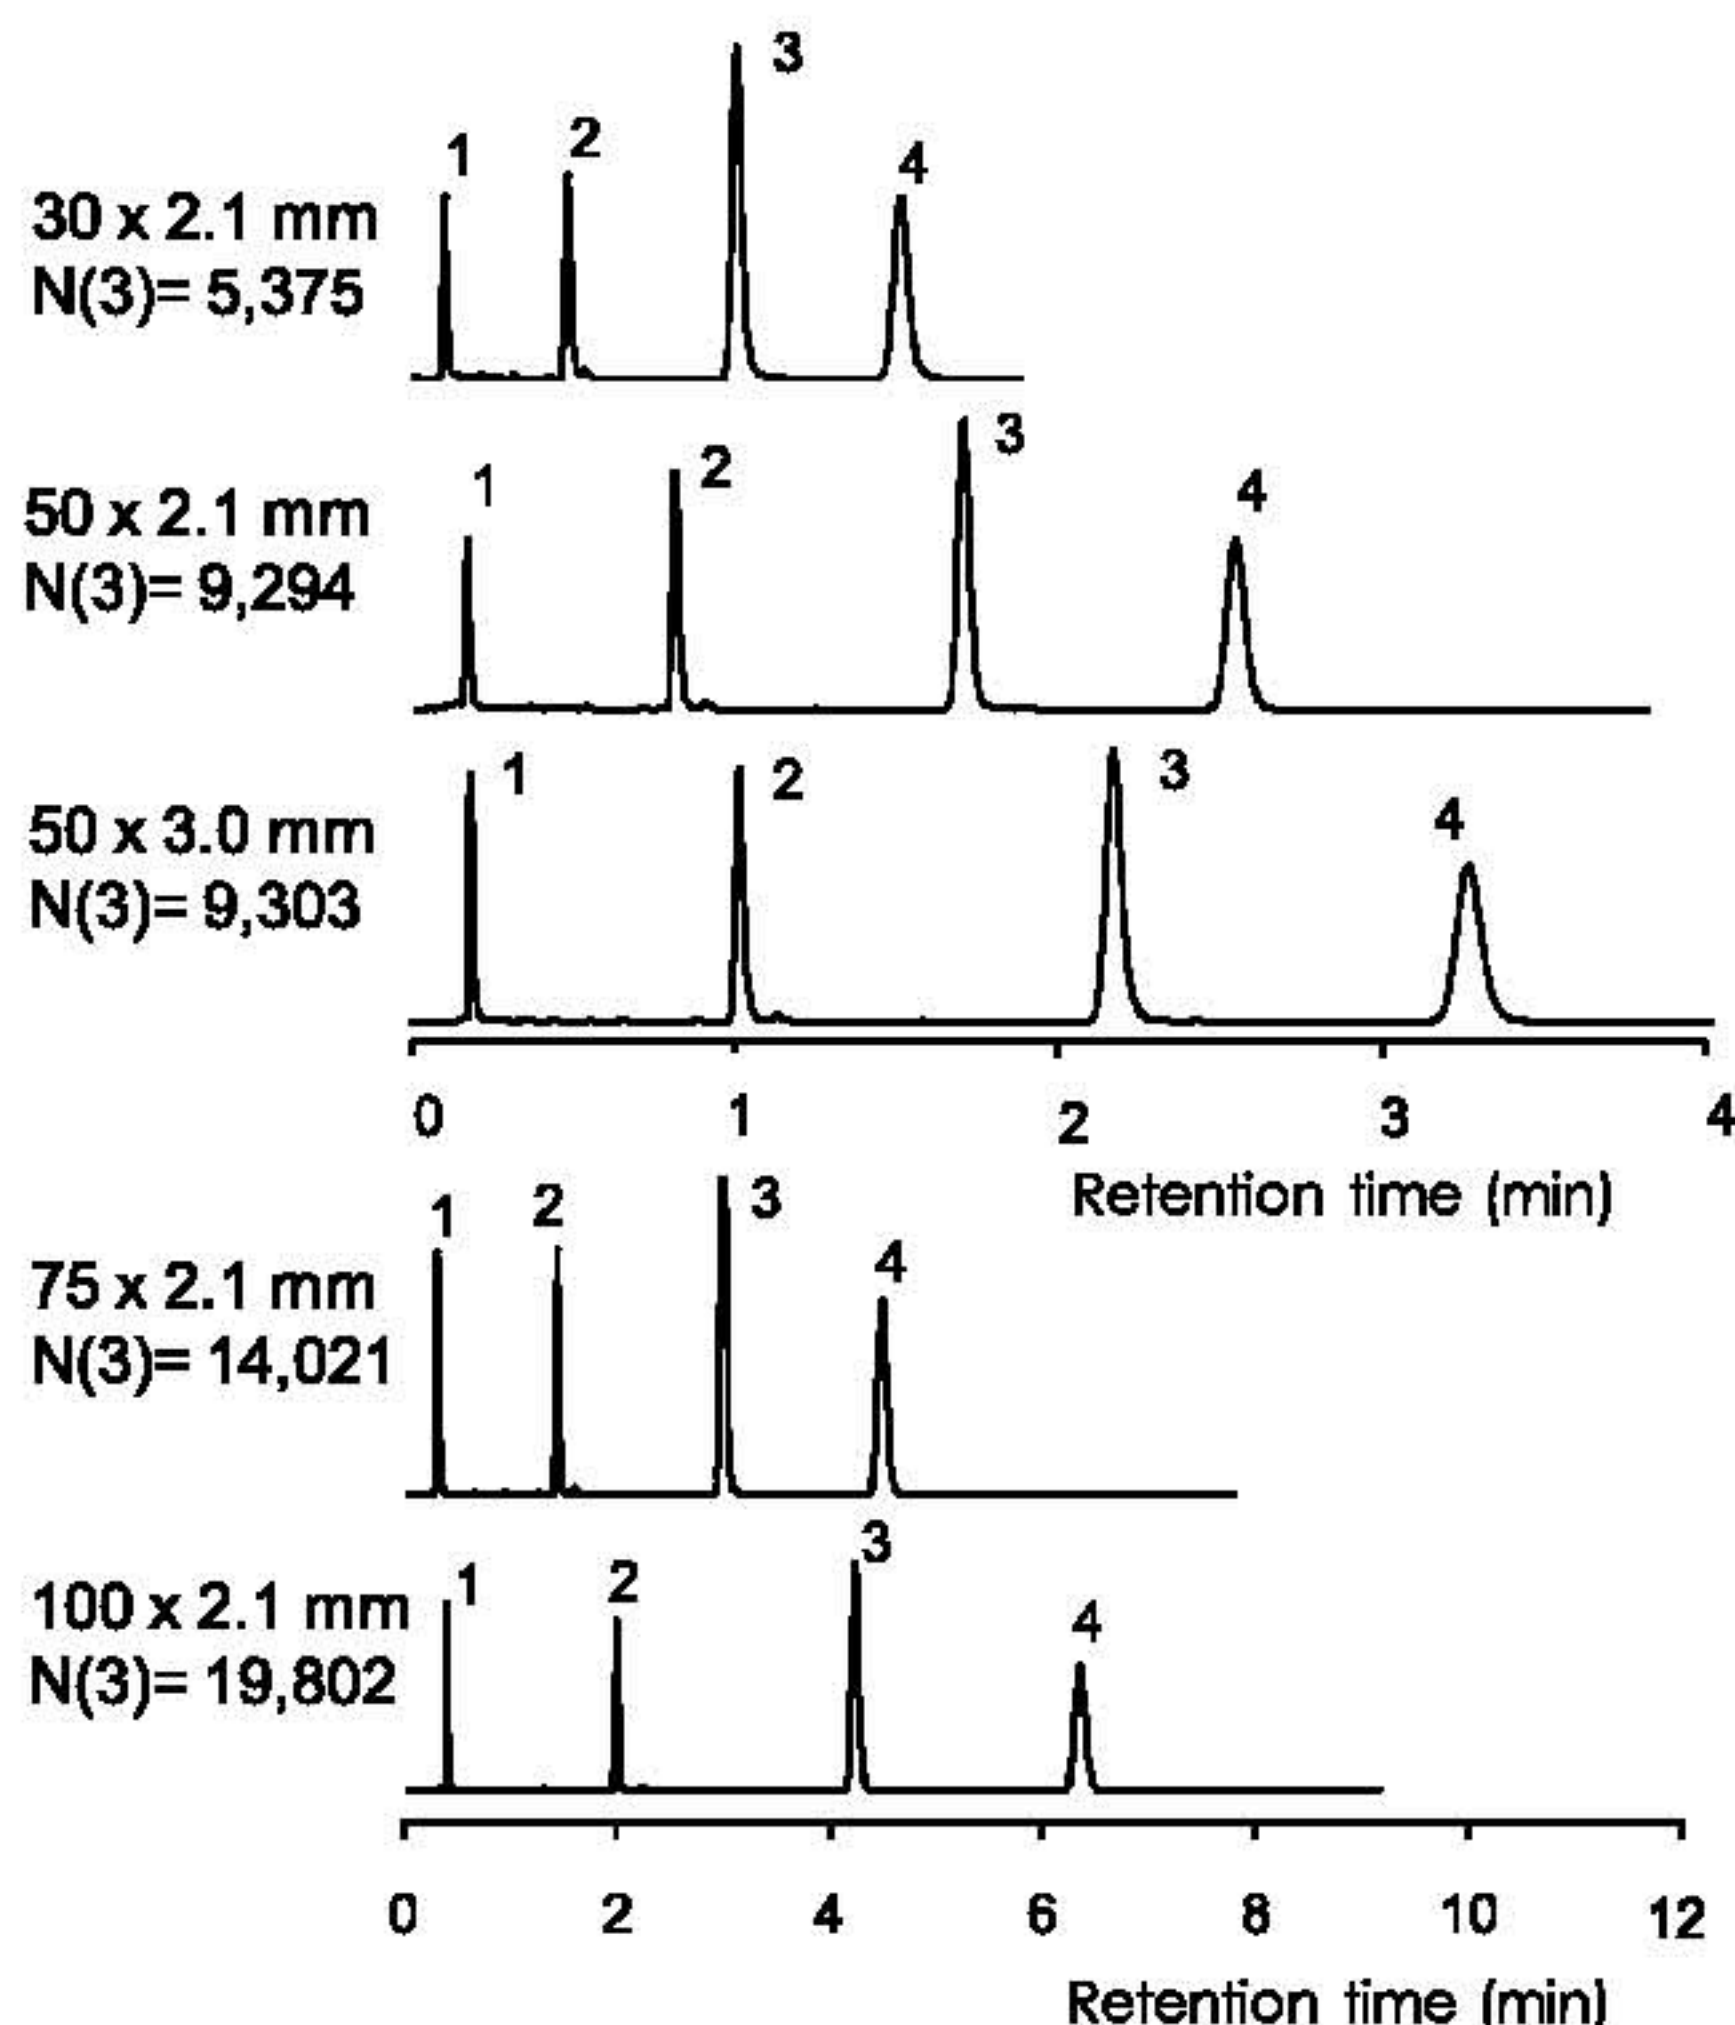 1 2 3 4
30 x 2.1 mm
N(3)= 5,375
1 2 3 4
50 x 2.1 mm
N(3)= 9,294
1 2 3 4
50 x 3.0 mm
N(3)= 9,303
0 1 2 3 4
Retention time (min)
1 2 3 4
75 x 2.1 mm
N(3)= 14,021
1 2 3 4
100 x 2.1 mm
N(3)= 19,802
0 2 4 6 8 10 12
Retention time (min)